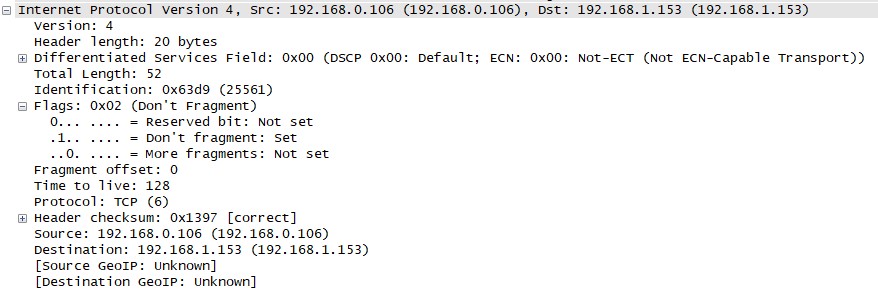 Internet Protocol Version 4, Src: 192.168.0.106 (192.168.0.106), Dst: 192.168.1.153 (192.168.1.153)
Version: 4
Header length: 20 bytes
Differentiated Services Field: 0x00 (DSCP 0x00: Default; ECN: 0x00: Not-ECT (Not ECN-Capable Transport))
Total Length: 52
Identification: 0x63d9 (25561)
Flags: 0x02 (Don't Fragment)
0... .... = Reserved bit: Not set
.1.. .... = Don't fragment: Set
..0. .... = More fragments: Not set
Fragment offset: 0
Time to live: 128
Protocol: TCP (6)
Header checksum: 0x1397 [correct]
Source: 192.168.0.106 (192.168.0.106)
Destination: 192.168.1.153 (192.168.1.153)
[Source GeoIP: Unknown]
[Destination GeoIP: Unknown]